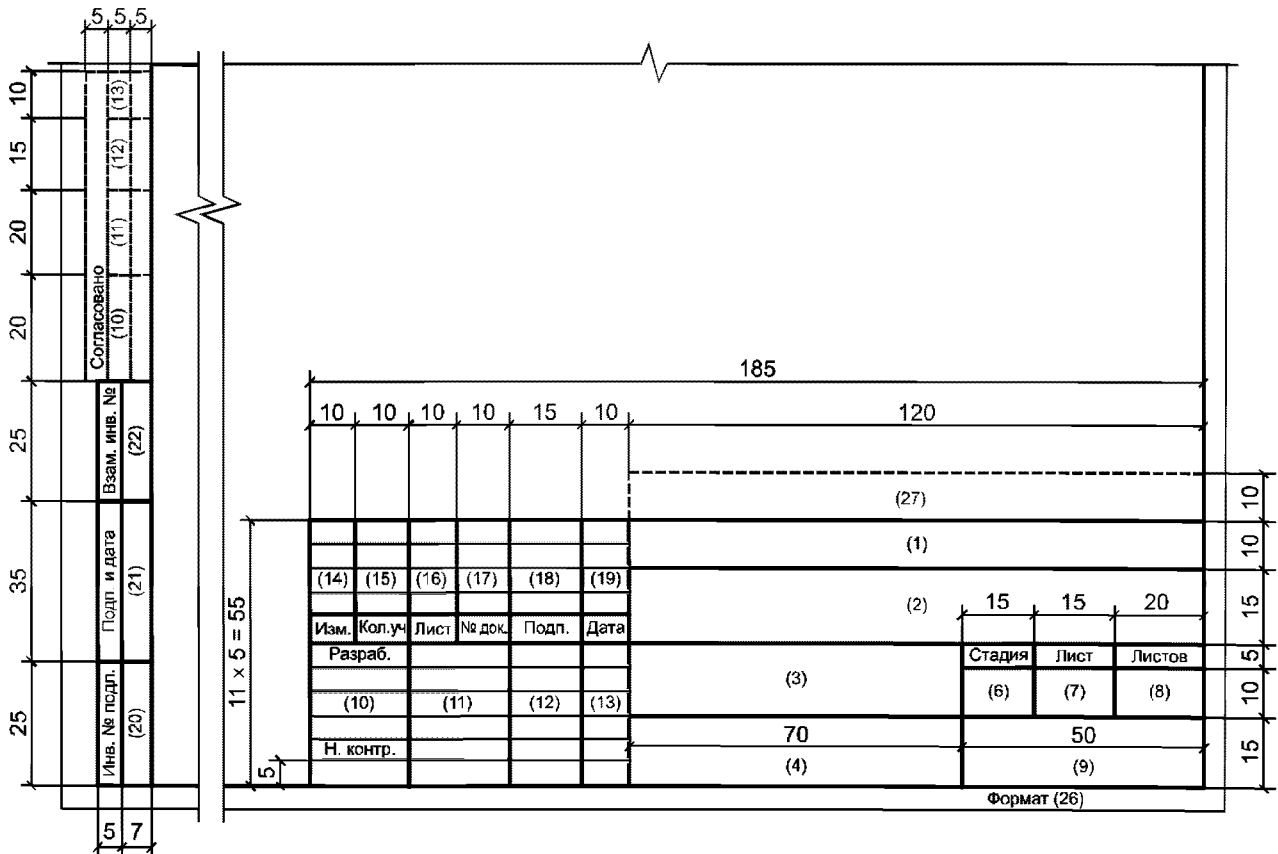 5 5 5
10
15
20
20
25
35
25
(13)
(12)
(11)
(10)
Согласовано
Взам. инв. №
(22)
Подп. и дата
(21)
Инв. № подл.
(20)
5 7
185
10 10 10 10 15 10 120
(27)
10
(1)
10
(14) (15) (16) (17) (18) (19)
(2)
15 15 20
15
11 x 5 = 55
Изм. Кол.уч Лист № док. Подп. Дата
Разраб.
Стадия Лист Листов
5
(3)
(6) (7) (8)
10
(10) (11) (12) (13)
70 50
Н. контр.
5
(4)
(9)
15
Формат (26)